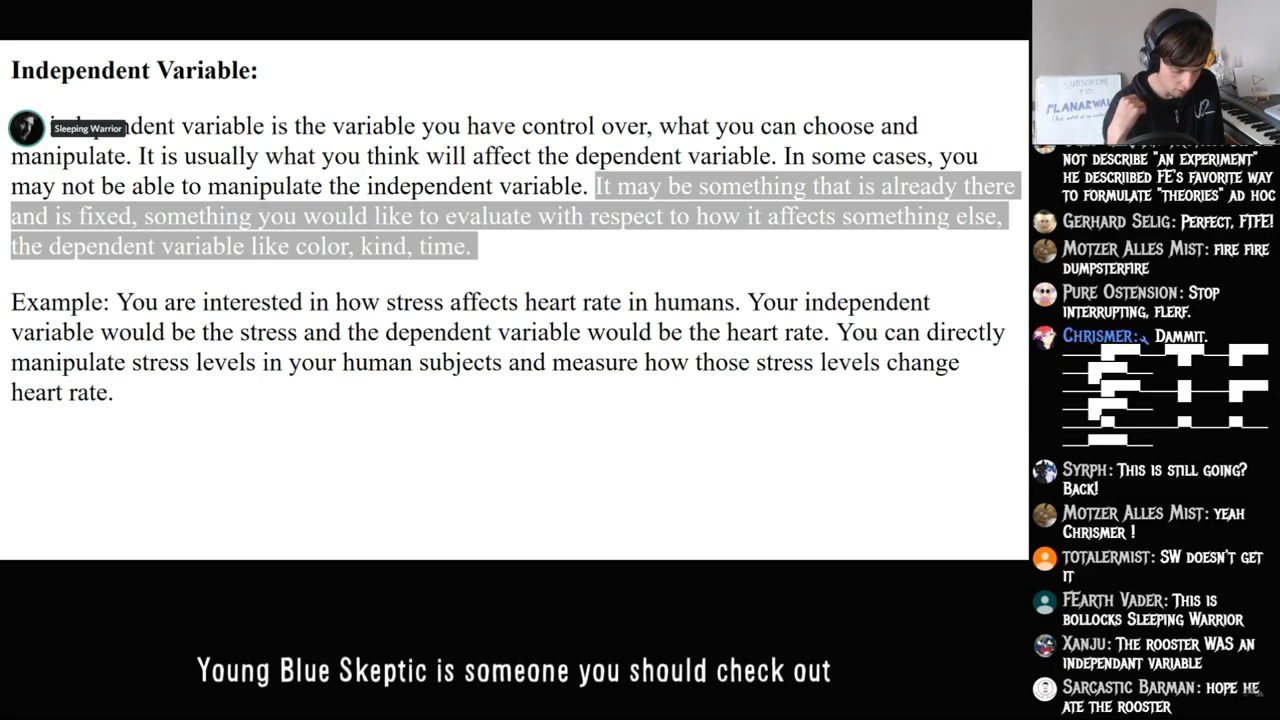 Independent Variable:
Sleeping Warrior
ndent variable is the variable you have control over, what you can choose and
manipulate. It is usually what you think will affect the dependent variable. In some cases, you
may not be able to manipulate the independent variable. It may be something that is already there
and is fixed, something you would like to evaluate with respect to how it affects something else,
the dependent variable like color, kind, time.
Example: You are interested in how stress affects heart rate in humans. Your independent
variable would be the stress and the dependent variable would be the heart rate. You can directly
manipulate stress levels in your human subjects and measure how those stress levels change
heart rate.
Young Blue Skeptic is someone you should check out
SUBSCRIBE
TO
PLANARWAL
NOT DESCRIBE "AN EXPERIMENT"
HE DESCRIIBED FE'S FAVORITE WAY
TO FORMULATE "THEORIES" AD HOC
GERHARD SELIG: PERFECT, FTFE!
MOTZER ALLES MIST: FIRE FIRE
DUMPSTERFIRE
PURE OSTENSION: STOP
INTERRUPTING, FLERF.
CHRISMER: DAMMIT.
SYRPH: THIS IS STILL GOING?
BACK!
MOTZER ALLES MIST: YEAH
CHRISMER !
TOTALERMIST: SW DOESN'T GET
IT
FEARTH VADER: THIS IS
BOLLOCKS SLEEPING WARRIOR
XANJU: THE ROOSTER WAS AN
INDEPENDANT VARIABLE
SARCASTIC BARMAN: HOPE HE
ATE THE ROOSTER